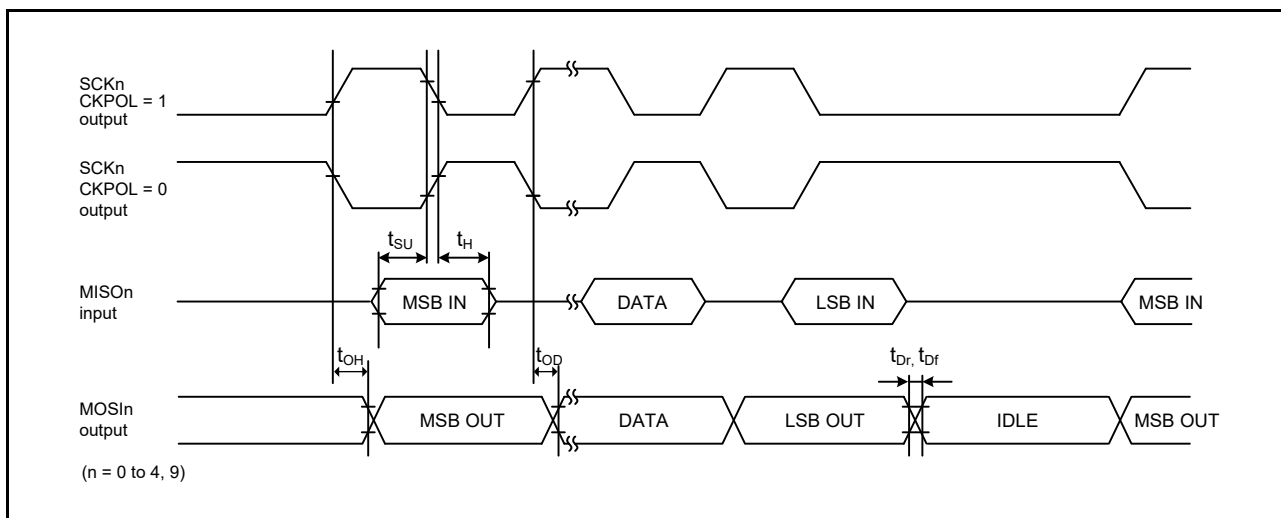 SCKn
CKPOL = 1
output
SCKn
CKPOL = 0
output
tSU
tH
MISOn
input
MSB IN
DATA
LSB IN
MSB IN
tOH
tOD
tDr, tDf
MOSIn
output
MSB OUT
DATA
LSB OUT
IDLE
MSB OUT
(n = 0 to 4, 9)